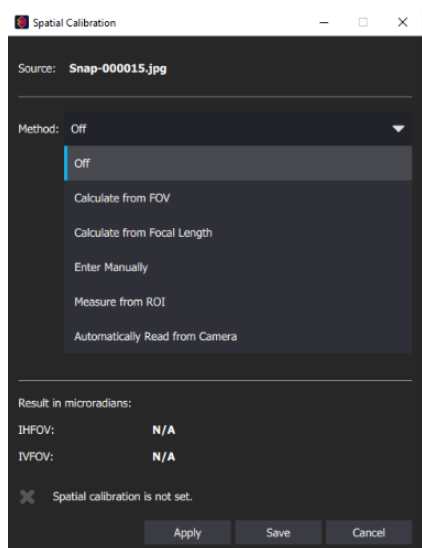 Spatial Calibration
Source: Snap-000015.jpg
Method: Off
Off
Calculate from FOV
Calculate from Focal Length
Enter Manually
Measure from ROI
Automatically Read from Camera
Result in microradians:
IHFOV: N/A
IVFOV: N/A
Spatial calibration is not set.
Apply Save Cancel